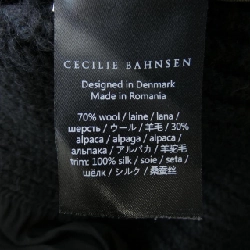 CECILIE BAHNSEN
Designed in Denmark
Made in Romania
70% wool / laine / lana /
шерсть / ウール / 羊毛 / 30%
alpaca / alpaga / alpaca /
альпака / アルパカ / 羊驼毛
trim: 100% silk / soie / seta /
шёлк / シルク / 桑蚕丝